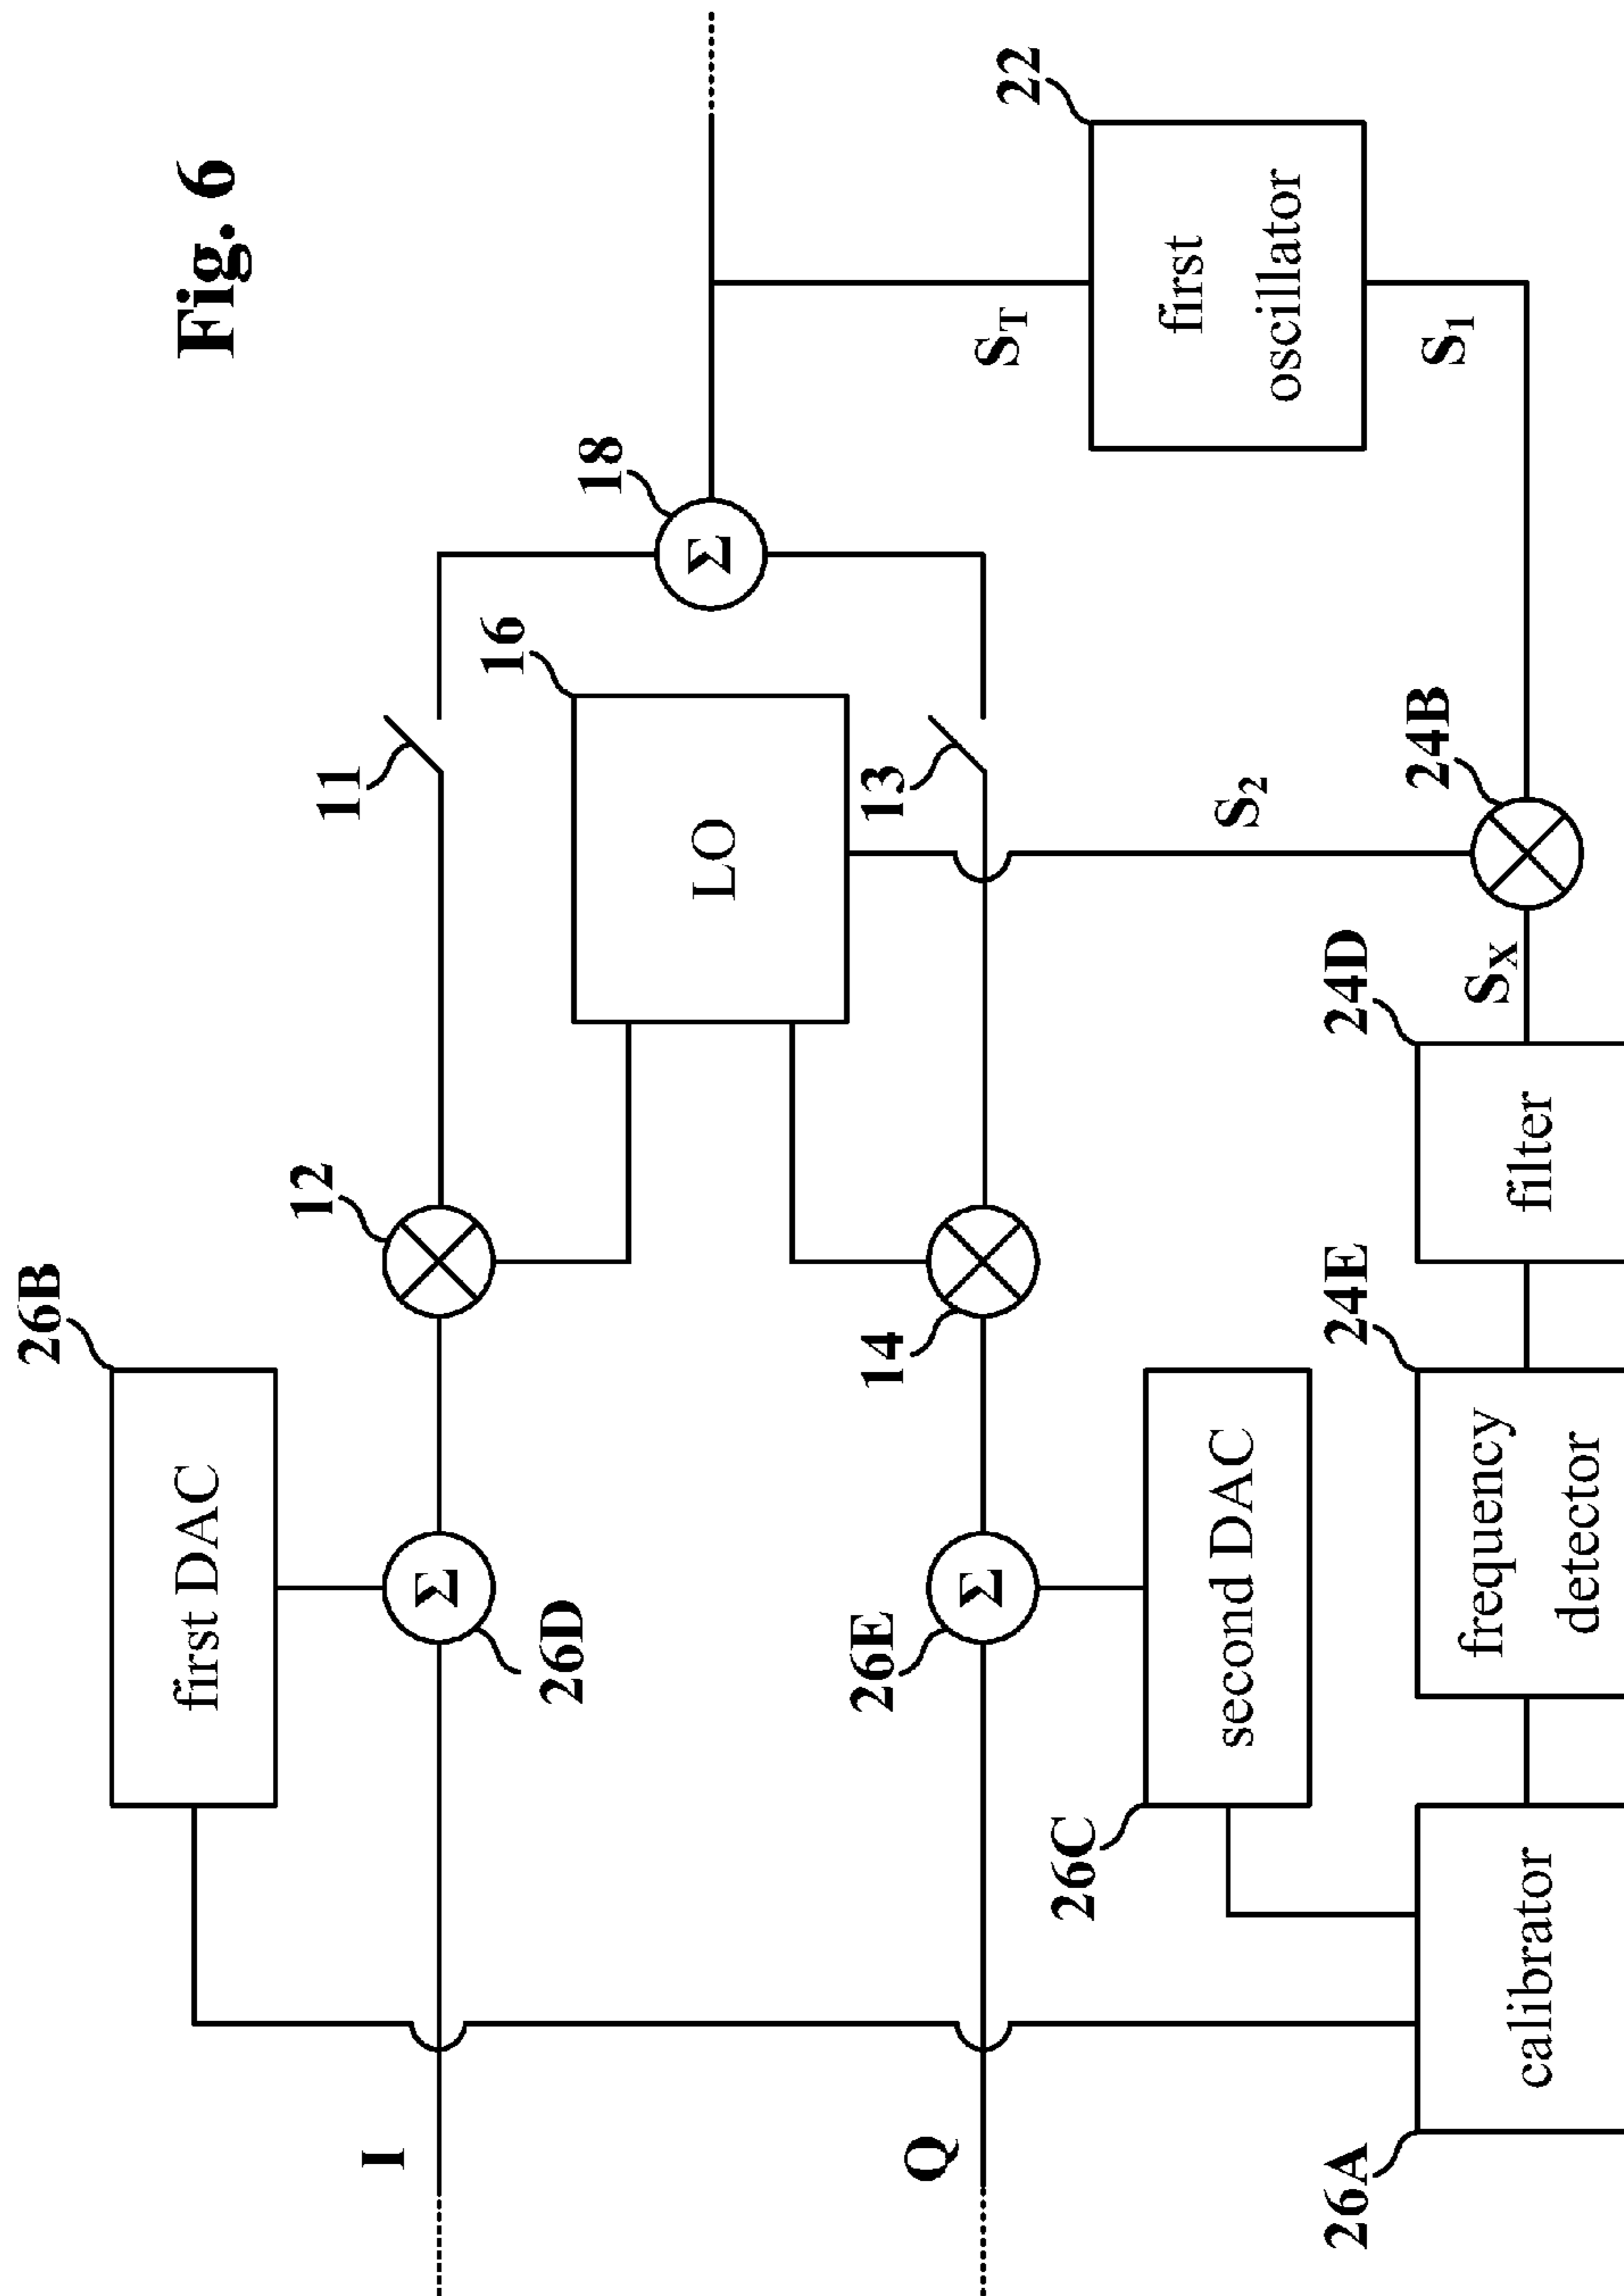 Fig. 6
26B
first DAC
12
11
I
Σ
26D
16
LO
18
Σ
Q
26E
Σ
14
13
S_T
22
first
oscillator
S_1
26C
second DAC
S_2
26A
calibrator
24E
frequency
detector
24D
filter
S_X
24B